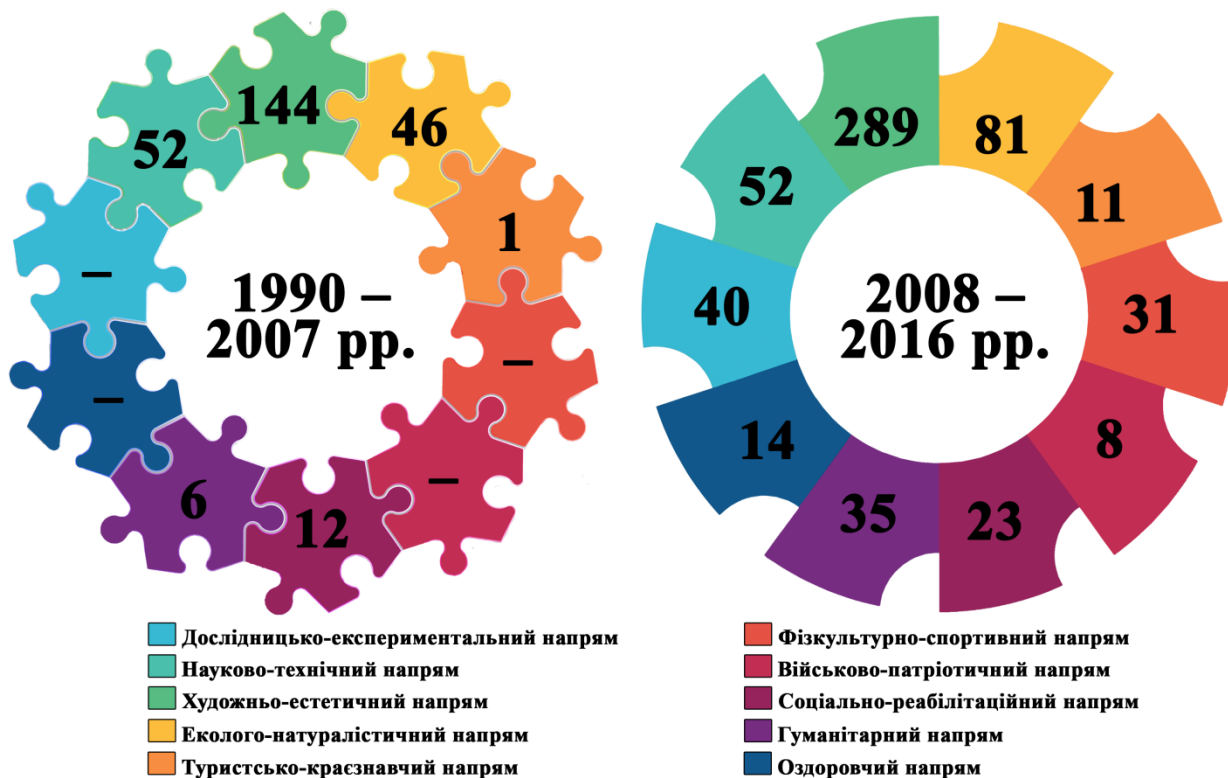 144
46
52
1
–
–
–
–
6
12
1990 –
2007 рр.
289
81
52
11
40
31
14
8
35
23
2008 –
2016 рр.
Дослідницько-експериментальний напрям
Науково-технічний напрям
Художньо-естетичний напрям
Еколого-натуралістичний напрям
Туристсько-краєзнавчий напрям
Фізкультурно-спортивний напрям
Військово-патріотичний напрям
Соціально-реабілітаційний напрям
Гуманітарний напрям
Оздоровчий напрям